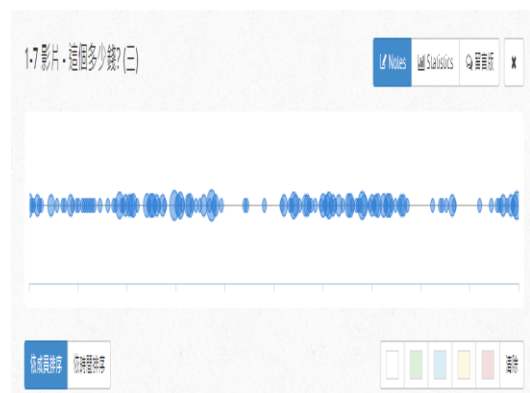 1-7 影片 - 這個多少錢? (三)
Notes
Statistics
留言版
×
依成員排序
依時間排序
清除